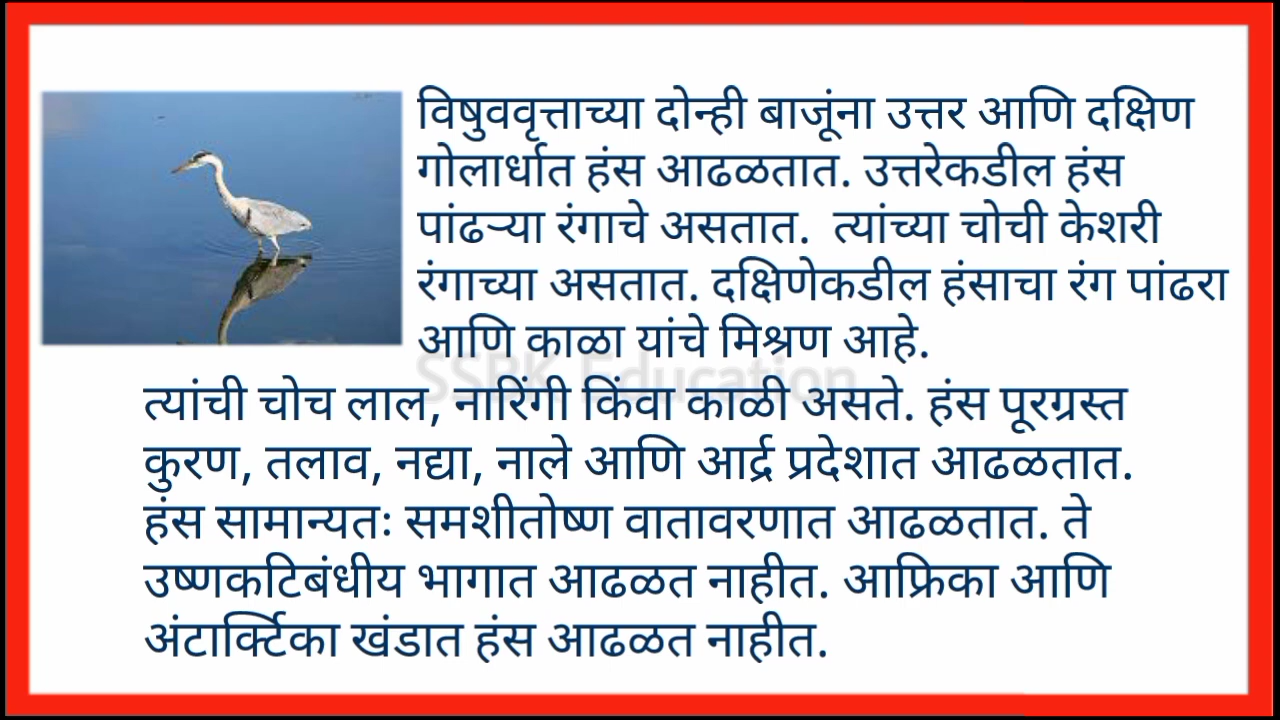 विषुववृत्ताच्या दोन्ही बाजूंना उत्तर आणि दक्षिण
गोलार्धात हंस आढळतात. उत्तरेकडील हंस
पांढऱ्या रंगाचे असतात. त्यांच्या चोची केशरी
रंगाच्या असतात. दक्षिणेकडील हंसाचा रंग पांढरा
आणि काळा यांचे मिश्रण आहे.
SSBK Education
त्यांची चोच लाल, नारिंगी किंवा काळी असते. हंस पूरग्रस्त
कुरण, तलाव, नद्या, नाले आणि आर्द्र प्रदेशात आढळतात.
हंस सामान्यतः समशीतोष्ण वातावरणात आढळतात. ते
उष्णकटिबंधीय भागात आढळत नाहीत. आफ्रिका आणि
अंटार्क्टिका खंडात हंस आढळत नाहीत.